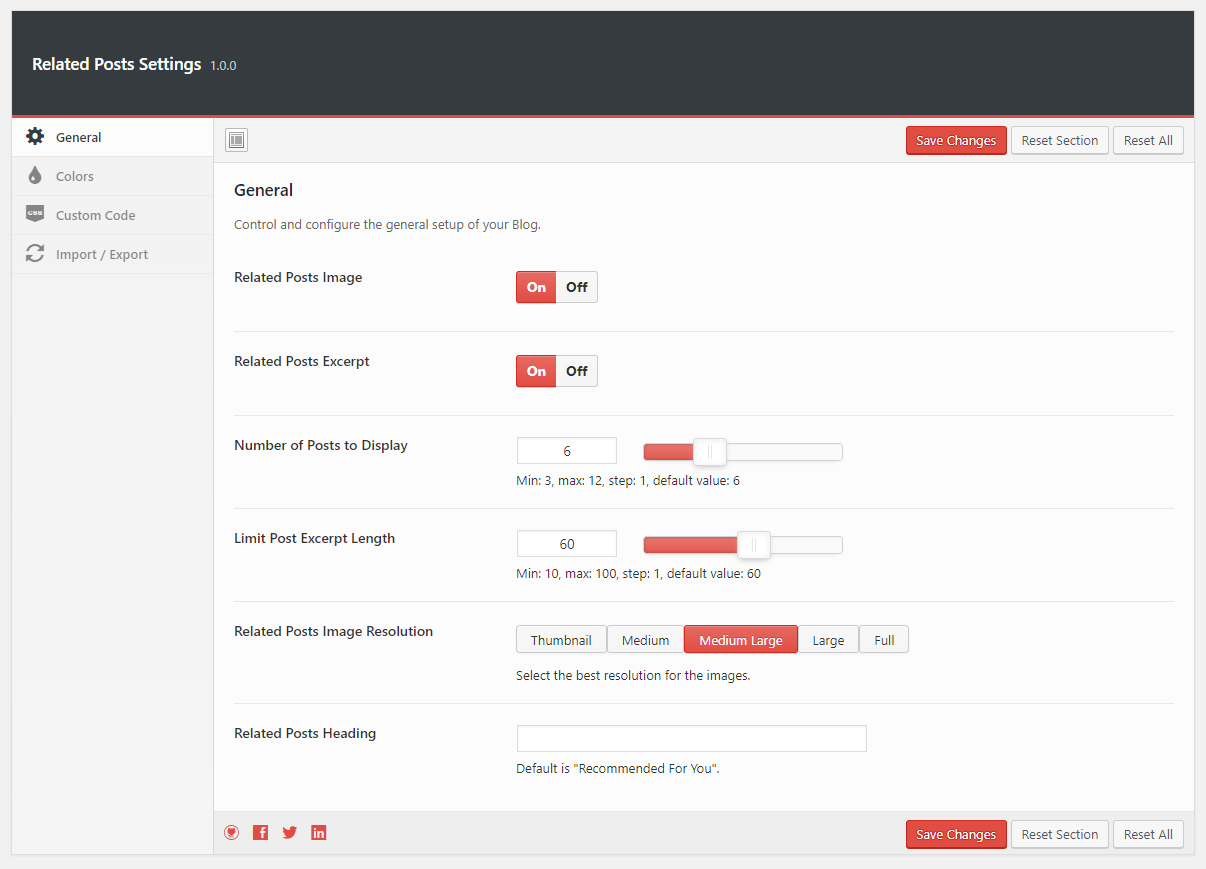 Related Posts Settings 1.0.0
General
Colors
CSS
Custom Code
Import / Export
Save Changes Reset Section Reset All
General
Control and configure the general setup of your Blog.
Related Posts Image On Off
Related Posts Excerpt On Off
Number of Posts to Display 6
Min: 3, max: 12, step: 1, default value: 6
Limit Post Excerpt Length 60
Min: 10, max: 100, step: 1, default value: 60
Related Posts Image Resolution Thumbnail Medium Medium Large Large Full
Select the best resolution for the images.
Related Posts Heading
Default is "Recommended For You".
Save Changes Reset Section Reset All